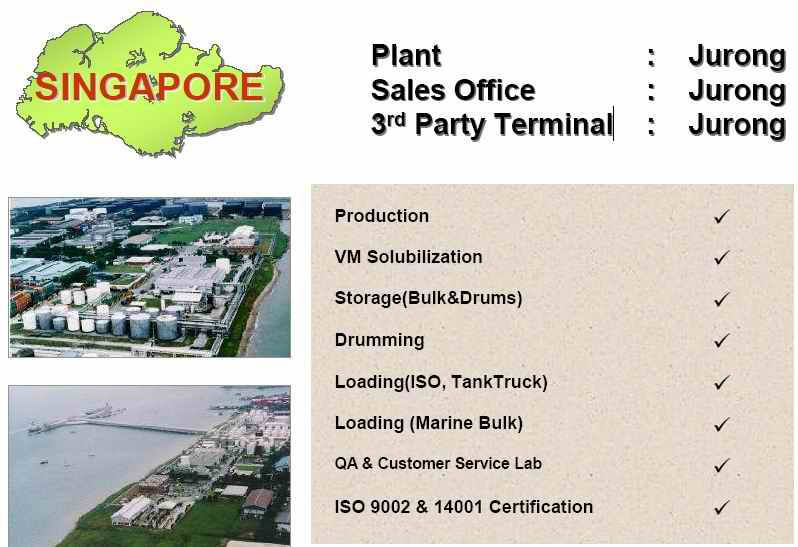 SINGAPORE
Plant : Jurong
Sales Office : Jurong
3rd Party Terminal : Jurong
Production ✓
VM Solubilization ✓
Storage(Bulk&Drums) ✓
Drumming ✓
Loading(ISO, TankTruck) ✓
Loading (Marine Bulk) ✓
QA & Customer Service Lab ✓
ISO 9002 & 14001 Certification ✓